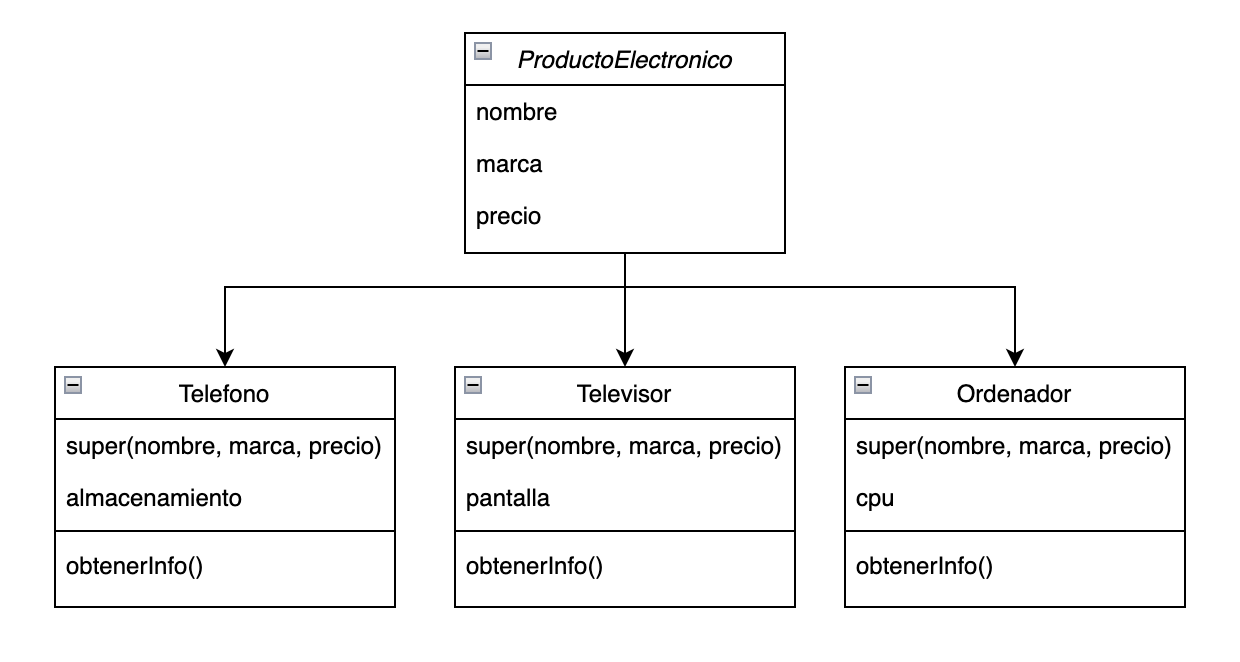 ProductoElectronico
nombre
marca
precio
Telefono
super(nombre, marca, precio)
almacenamiento
obtenerInfo()
Televisor
super(nombre, marca, precio)
pantalla
obtenerInfo()
Ordenador
super(nombre, marca, precio)
cpu
obtenerInfo()